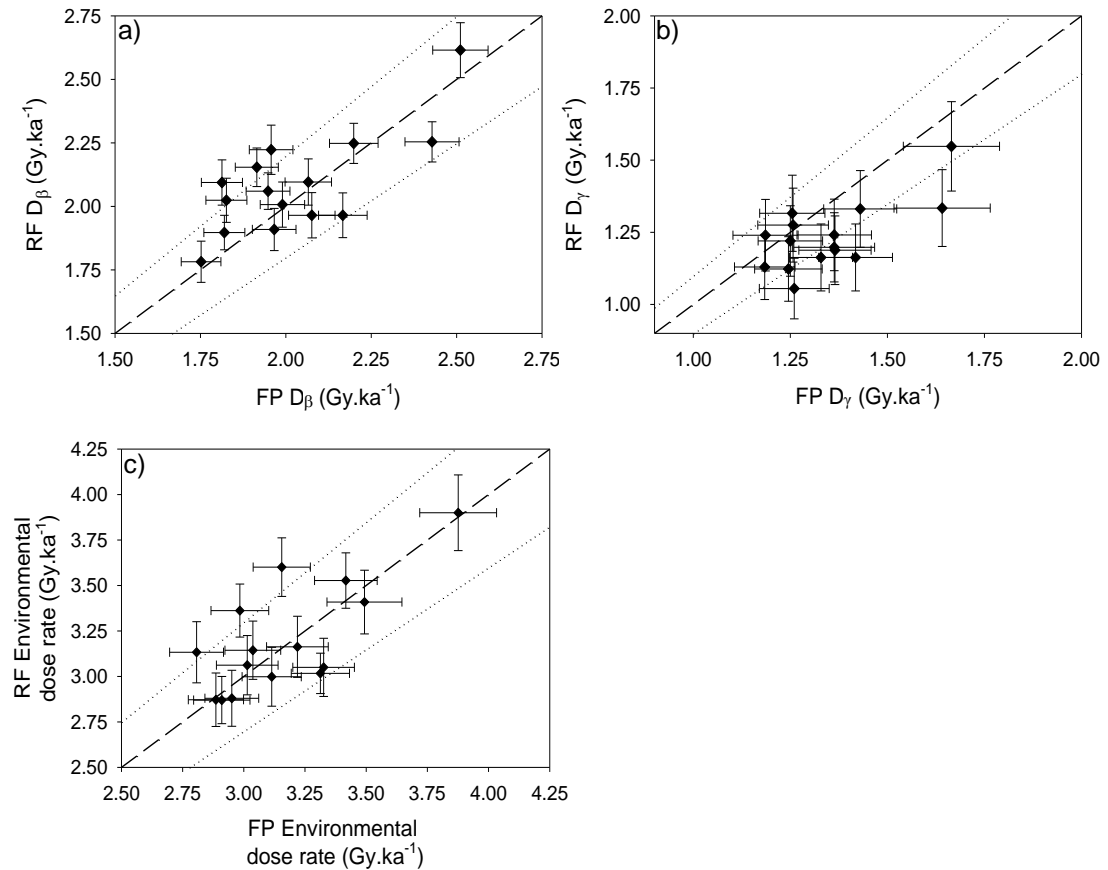 a)
2.75
2.50
2.25
2.00
1.75
1.50
RF Dβ (Gy.ka⁻¹)
1.50 1.75 2.00 2.25 2.50 2.75
FP Dβ (Gy.ka⁻¹)
b)
2.00
1.75
1.50
1.25
1.00
RF Dγ (Gy.ka⁻¹)
1.00 1.25 1.50 1.75 2.00
FP Dγ (Gy.ka⁻¹)
c)
4.25
4.00
3.75
3.50
3.25
3.00
2.75
2.50
RF Environmental
dose rate (Gy.ka⁻¹)
2.50 2.75 3.00 3.25 3.50 3.75 4.00 4.25
FP Environmental
dose rate (Gy.ka⁻¹)